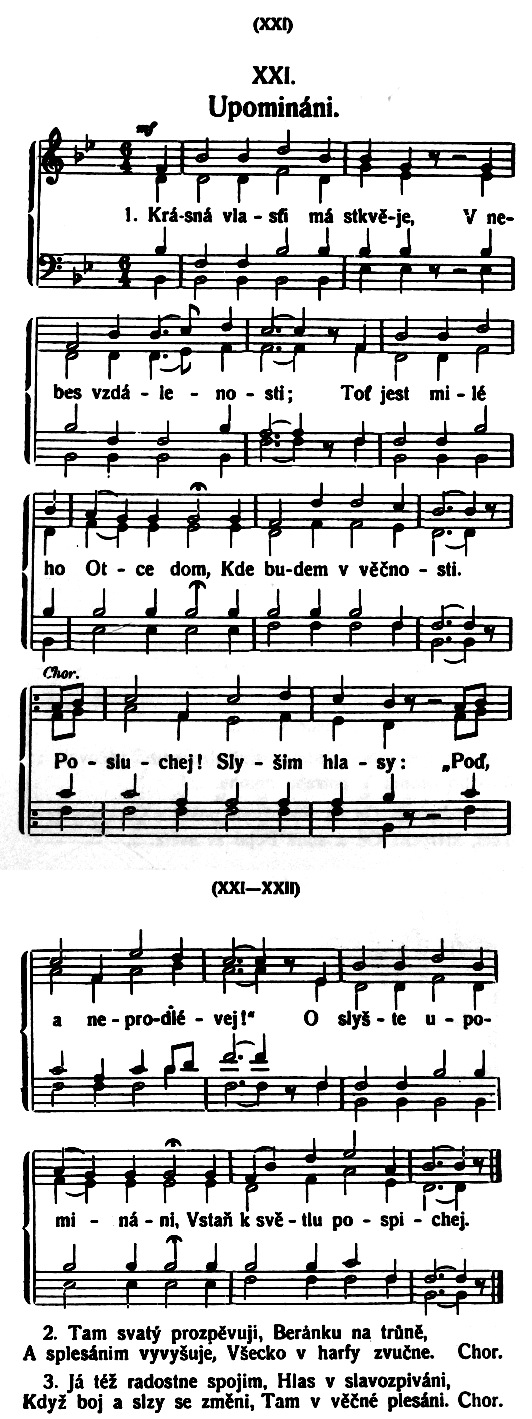 (XXI)
XXI.
Upomináni.
mf
1. Krá-sná vla - sti má stkvě-je, V ne-
bes vzdá - le - no - sti; Toť jest mi - lé
ho Ot - ce dom, Kde bu-dem v věčno - sti.
Chor.
Po - slu - chej! Sly - šim hla - sy: „Poď,
(XXI—XXII)
a ne - pro-dlé - vej!“ O slyš - te u - po-
mi - ná - ni, Vstaň k svě - tlu po - spi - chej.
2. Tam svatý prozpěvuji, Beránku na trůně,
A splesánim vyvyšuje, Všecko v harfy zvučne. Chor.
3. Já též radostne spojim, Hlas v slavozpiváni,
Když boj a slzy se změni, Tam v věčné plesáni. Chor.